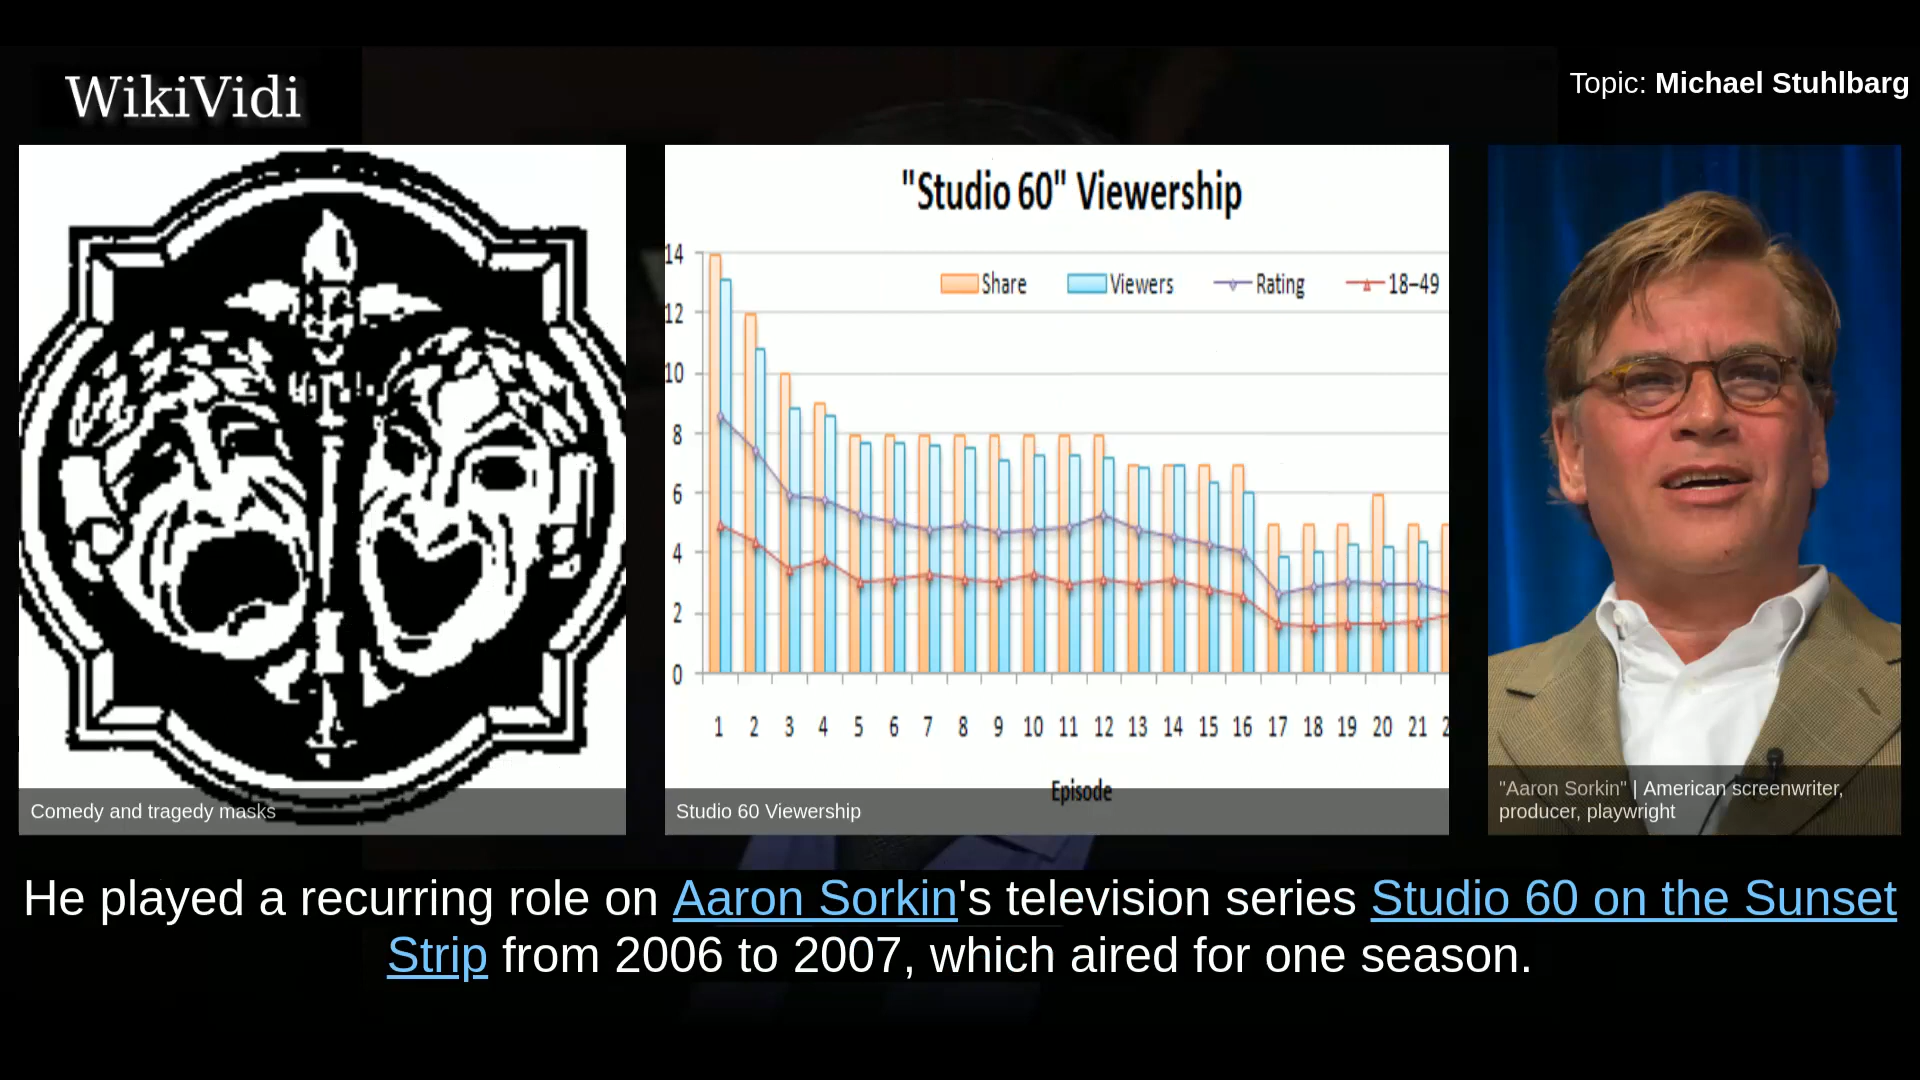 WikiVidi
Topic: Michael Stuhlbarg
"Studio 60" Viewership
Share Viewers Rating 18–49
14
12
10
8
6
4
2
0
1 2 3 4 5 6 7 8 9 10 11 12 13 14 15 16 17 18 19 20 21
Episode
Comedy and tragedy masks
Studio 60 Viewership
"Aaron Sorkin" | American screenwriter,
producer, playwright
He played a recurring role on Aaron Sorkin's television series Studio 60 on the Sunset
Strip from 2006 to 2007, which aired for one season.